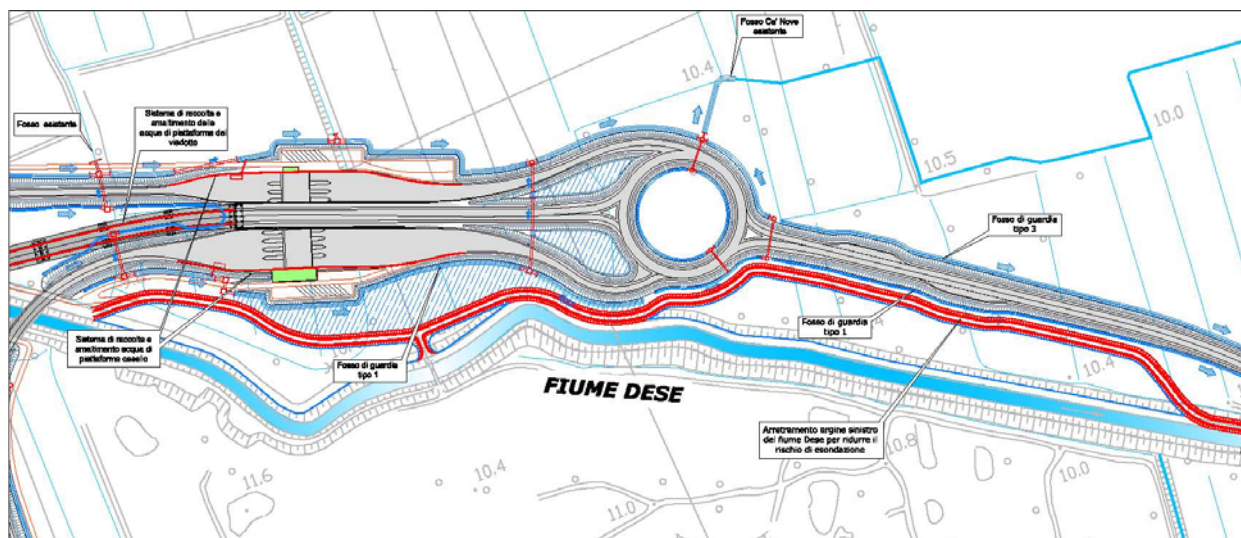 Fosso Ca' Nove
esistente
10.4
10.0
Sistema di raccolta e
smaltimento delle
acque di piattaforma del
viadotto
Fosso esistente
10.5
Fosso di guardia
tipo 3
Sistema di raccolta e
smaltimento acque di
piattaforma casello
Fosso di guardia
tipo 1
Fosso di guardia
tipo 1
FIUME DESE
10.4
Arretramento argine sinistro
del fiume Dese per ridurre il
rischio di esondazione
11.6
10.4
11.0
10.8
10.0